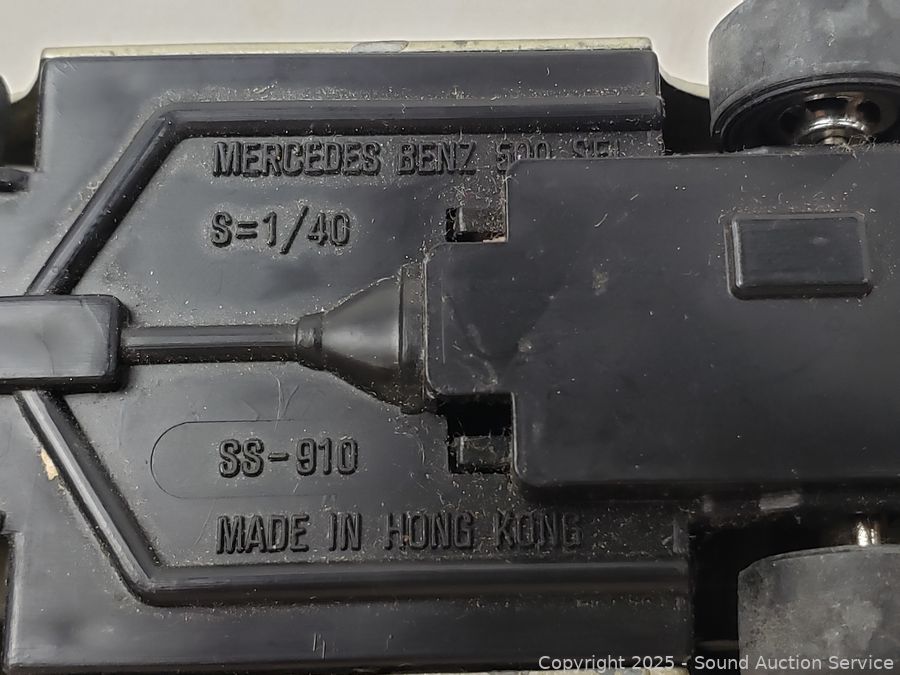 MERCEDES BENZ 500 SEL
S=1/40
SS-910
MADE IN HONG KONG
Copyright 2025 - Sound Auction Service